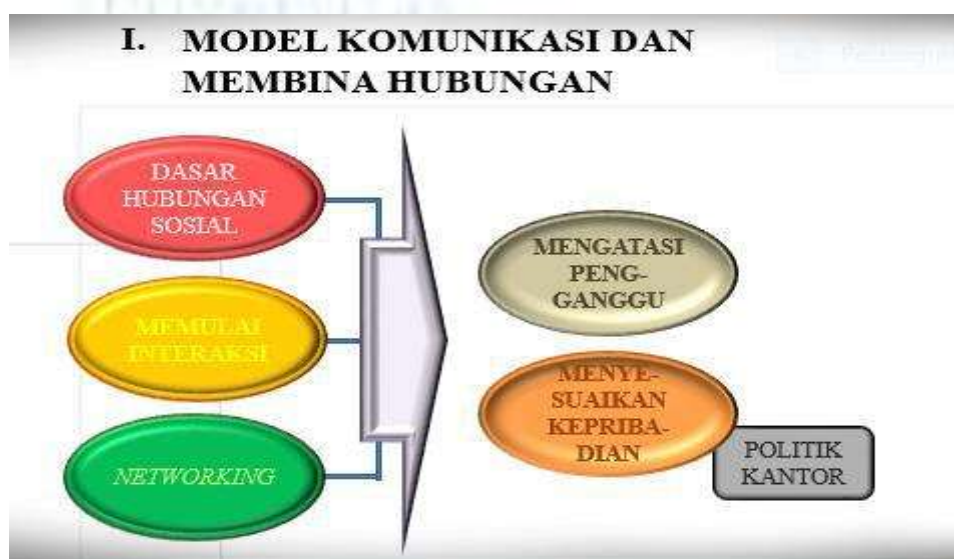 I. MODEL KOMUNIKASI DAN
MEMBINA HUBUNGAN
DASAR
HUBUNGAN
SOSIAL
MEMULAI
INTERAKSI
NETWORKING
MENGATASI
PENG-
GANGGU
MENYE-
SUAIKAN
KEPRIBA-
DIAN
POLITIK
KANTOR